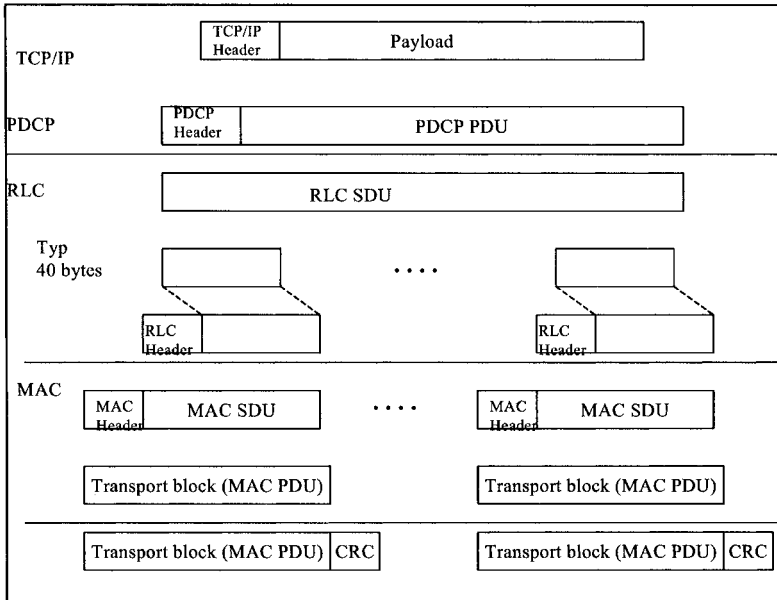 TCP/IP
TCP/IP
Header
Payload
PDCP
PDCP
Header
PDCP PDU
RLC
RLC SDU
Typ
40 bytes
. . . .
RLC
Header
RLC
Header
MAC
MAC
Header
MAC SDU
. . . .
MAC
Header
MAC SDU
Transport block (MAC PDU)
Transport block (MAC PDU)
Transport block (MAC PDU)
CRC
Transport block (MAC PDU)
CRC